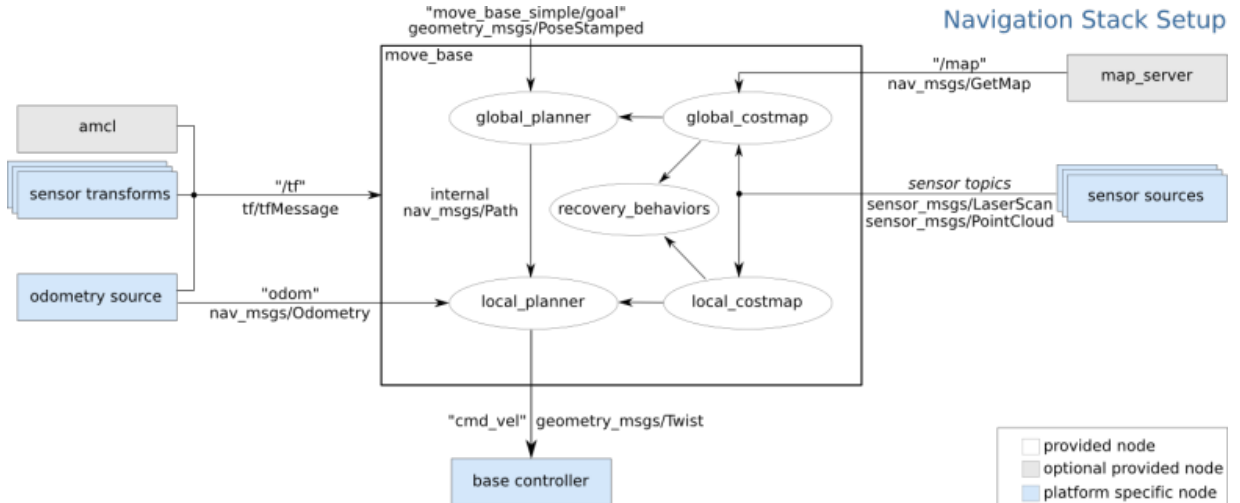 "move_base_simple/goal"
geometry_msgs/PoseStamped
Navigation Stack Setup
move_base
"/map"
nav_msgs/GetMap
map_server
amcl
global_planner
global_costmap
sensor transforms
"/tf"
tf/tfMessage
internal
nav_msgs/Path
recovery_behaviors
sensor topics
sensor_msgs/LaserScan
sensor_msgs/PointCloud
sensor sources
odometry source
"odom"
nav_msgs/Odometry
local_planner
local_costmap
"cmd_vel" geometry_msgs/Twist
base controller
provided node
optional provided node
platform specific node